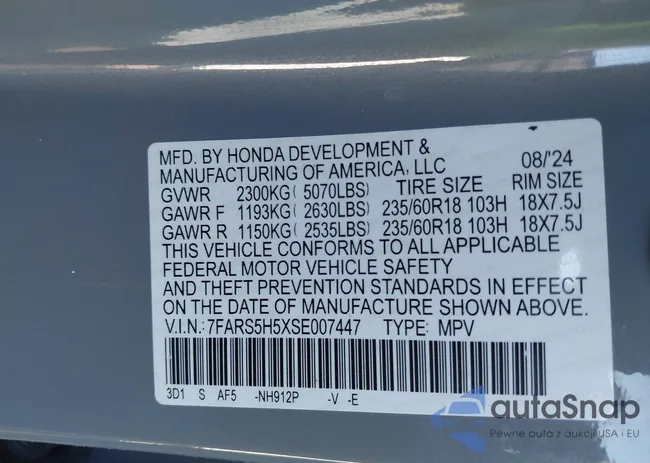 MFD. BY HONDA DEVELOPMENT &
MANUFACTURING OF AMERICA, LLC 08/'24
GVWR 2300KG( 5070LBS) TIRE SIZE RIM SIZE
GAWR F 1193KG( 2630LBS) 235/60R18 103H 18X7.5J
GAWR R 1150KG( 2535LBS) 235/60R18 103H 18X7.5J
THIS VEHICLE CONFORMS TO ALL APPLICABLE
FEDERAL MOTOR VEHICLE SAFETY
AND THEFT PREVENTION STANDARDS IN EFFECT
ON THE DATE OF MANUFACTURE SHOWN ABOVE.
V.I.N.: 7FARS5H5XSE007447 TYPE: MPV
3D1 S AF5 -NH912P -V -E
autaSnap
Pewne auta z aukcji USA i EU